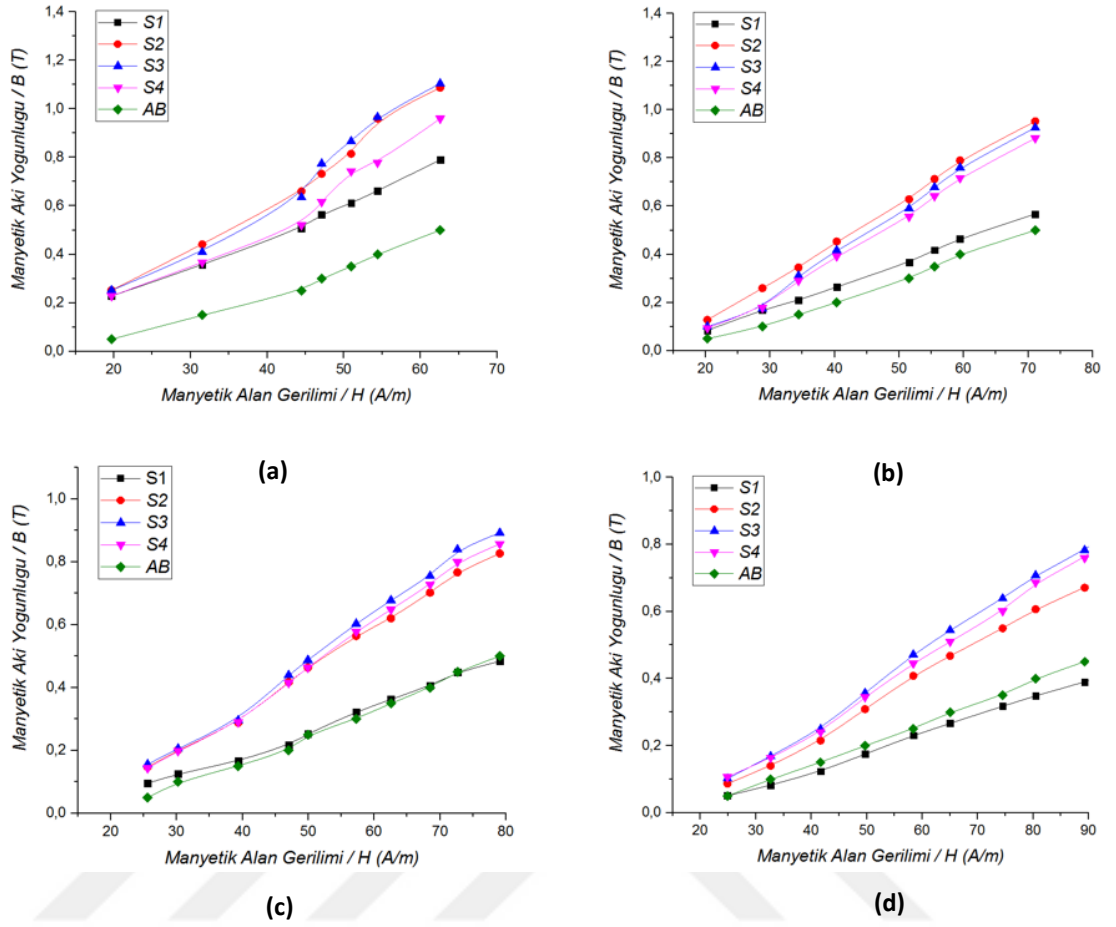 Manyetik Aki Yogunlugu / B (T)
1,4
1,2
1,0
0,8
0,6
0,4
0,2
0,0
S1
S2
S3
S4
AB
20 30 40 50 60 70
Manyetik Alan Gerilimi / H (A/m)
(a)
Manyetik Aki Yogunlugu / B (T)
1,4
1,2
1,0
0,8
0,6
0,4
0,2
0,0
S1
S2
S3
S4
AB
20 30 40 50 60 70 80
Manyetik Alan Gerilimi / H (A/m)
(b)
Manyetik Aki Yogunlugu / B (T)
1,0
0,8
0,6
0,4
0,2
0,0
S1
S2
S3
S4
AB
20 30 40 50 60 70 80
Manyetik Alan Gerilimi / H (A/m)
(c)
Manyetik Aki Yogunlugu / B (T)
1,0
0,8
0,6
0,4
0,2
0,0
S1
S2
S3
S4
AB
20 30 40 50 60 70 80 90
Manyetik Alan Gerilimi / H (A/m)
(d)